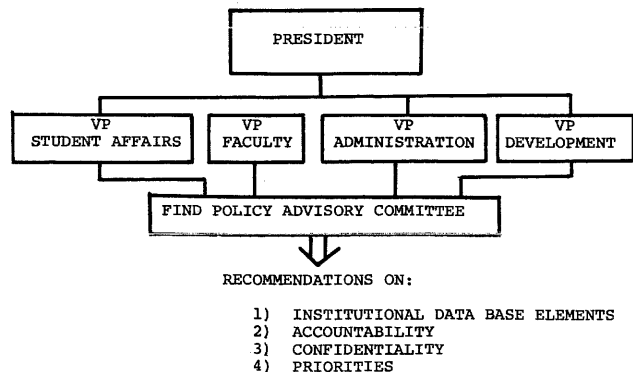 PRESIDENT
VP
STUDENT AFFAIRS
VP
FACULTY
VP
ADMINISTRATION
VP
DEVELOPMENT
FIND POLICY ADVISORY COMMITTEE
RECOMMENDATIONS ON:
1) INSTITUTIONAL DATA BASE ELEMENTS
2) ACCOUNTABILITY
3) CONFIDENTIALITY
4) PRIORITIES